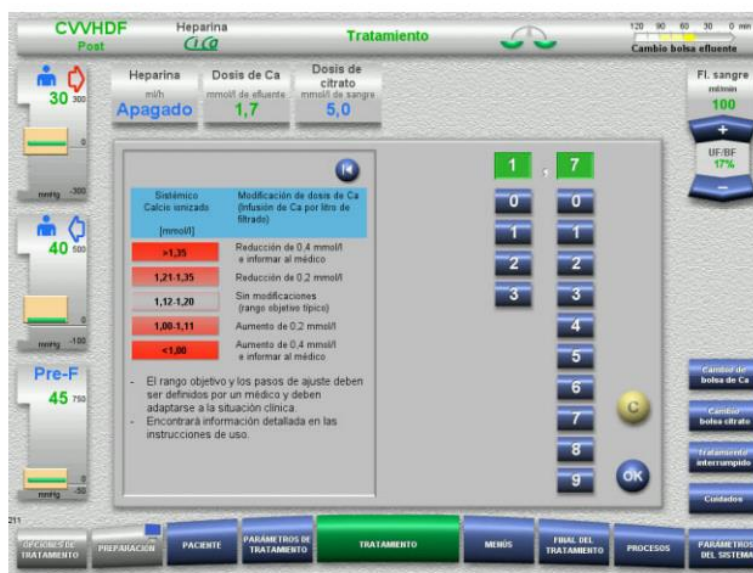 CVVHDF
Post
Heparina
CiCa
Tratamiento
120 90 60 30 0 min
Cambio bolsa efluente
30 300
0
mmHg -300
40 500
0
mmHg -100
Pre-F
45 750
0
mmHg -50
Heparina
ml/h
Apagado
Dosis de Ca
mmol/l de efluente
1,7
Dosis de
citrato
mmol/l de sangre
5,0
Fl. sangre
ml/min
100
+
UF/BF
17%
−
Sistémico
Calcio ionizado
[mmol/l]
Modificación de dosis de Ca
(Infusión de Ca por litro de
filtrado)
>1,35
Reducción de 0,4 mmol/l
e informar al médico
1,21-1,35
Reducción de 0,2 mmol/l
1,12-1,20
Sin modificaciones
(rango objetivo típico)
1,00-1,11
Aumento de 0,2 mmol/l
<1,00
Aumento de 0,4 mmol/l
e informar al médico
- El rango objetivo y los pasos de ajuste deben
ser definidos por un médico y deben
adaptarse a la situación clínica.
- Encontrará información detallada en las
instrucciones de uso.
1 , 7
0 0
1 1
2 2
3 3
4
5
6
7
8
9
C
OK
Cambio de
bolsa de Ca
Cambio
bolsa citrato
Tratamiento
interrumpido
Cuidados
211
OPCIONES DE
TRATAMIENTO
PREPARACIÓN
PACIENTE
PARÁMETROS DE
TRATAMIENTO
TRATAMIENTO
MENÚS
FINAL DEL
TRATAMIENTO
PROCESOS
PARÁMETROS
DEL SISTEMA